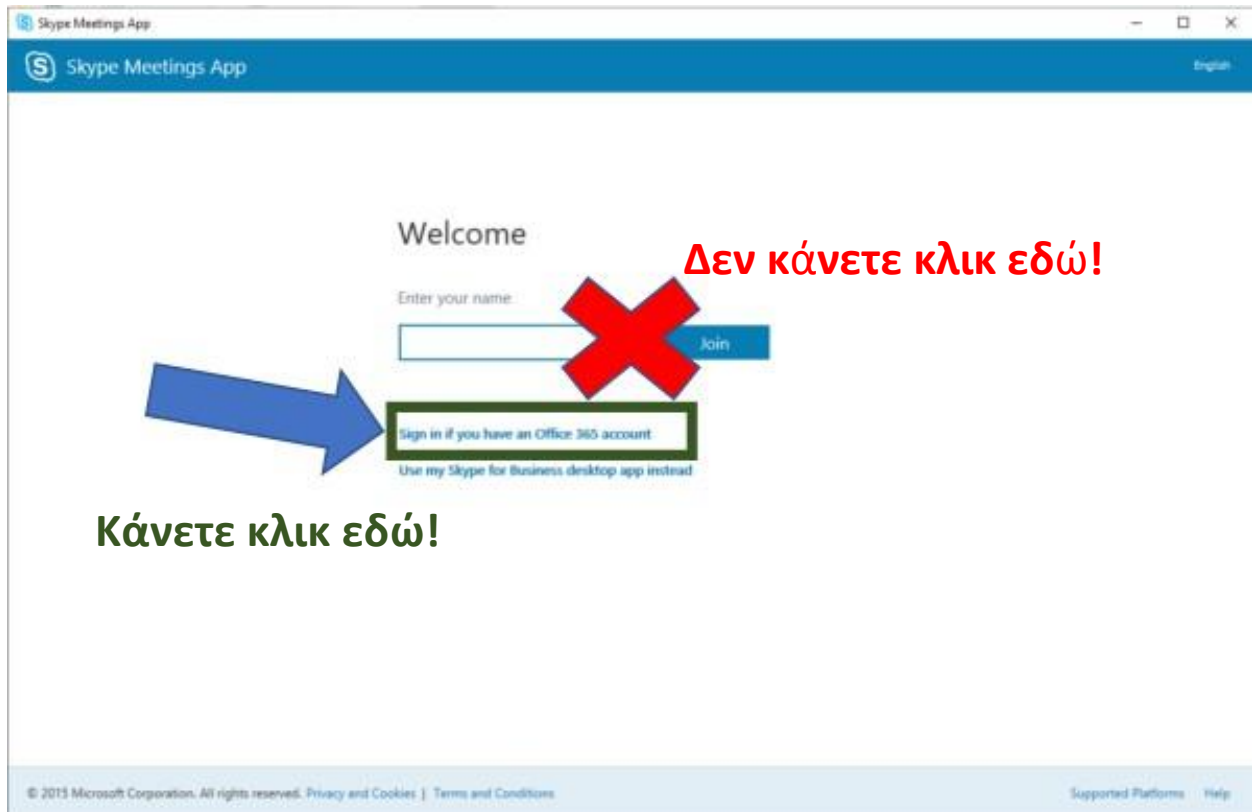 Skype Meetings App
Skype Meetings App
English
Welcome
Δεν κάνετε κλικ εδώ!
Enter your name
Join
Sign in if you have an Office 365 account
Use my Skype for Business desktop app instead
Κάνετε κλικ εδώ!
© 2015 Microsoft Corporation. All rights reserved. Privacy and Cookies | Terms and Conditions
Supported Platforms Help